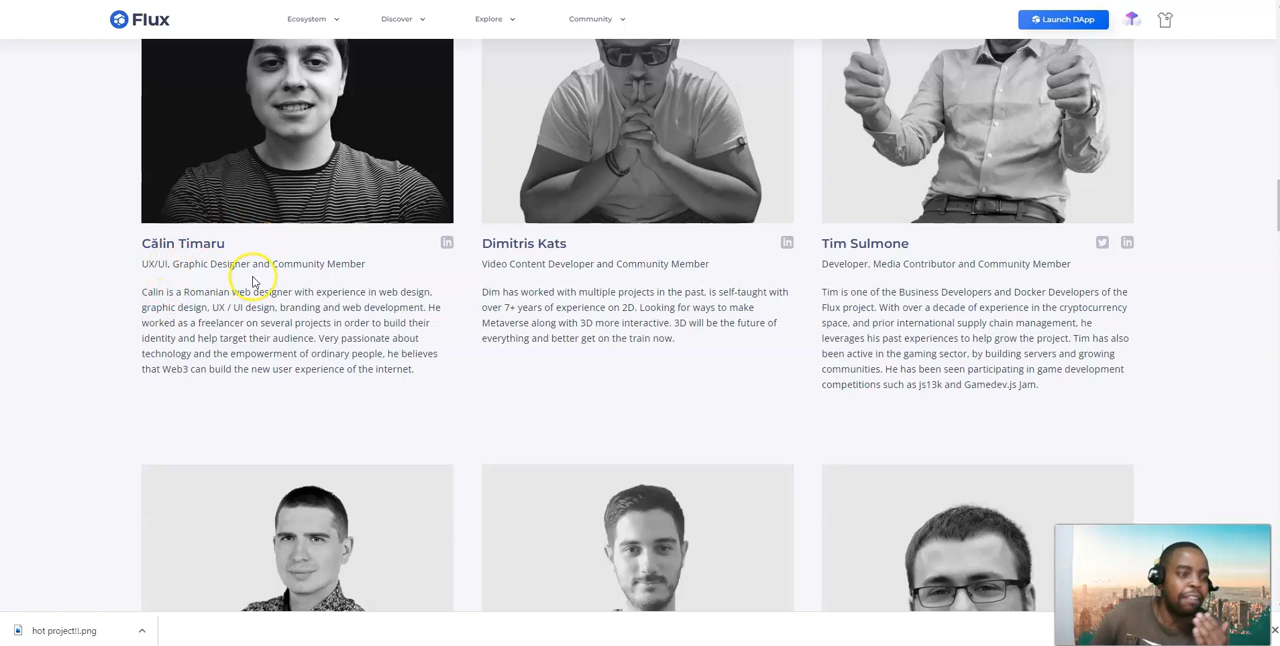 Flux
Ecosystem
Discover
Explore
Community
Launch DApp
Călin Timaru
in
UX/UI, Graphic Designer and Community Member
Calin is a Romanian web designer with experience in web design,
graphic design, UX / UI design, branding and web development. He
worked as a freelancer on several projects in order to build their
identity and help target their audience. Very passionate about
technology and the empowerment of ordinary people, he believes
that Web3 can build the new user experience of the internet.
Dimitris Kats
in
Video Content Developer and Community Member
Dim has worked with multiple projects in the past, is self-taught with
over 7+ years of experience on 2D. Looking for ways to make
Metaverse along with 3D more interactive. 3D will be the future of
everything and better get on the train now.
Tim Sulmone
in
Developer, Media Contributor and Community Member
Tim is one of the Business Developers and Docker Developers of the
Flux project. With over a decade of experience in the cryptocurrency
space, and prior international supply chain management, he
leverages his past experiences to help grow the project. Tim has also
been active in the gaming sector, by building servers and growing
communities. He has been seen participating in game development
competitions such as js13k and Gamedev.js Jam.
hot project!!.png